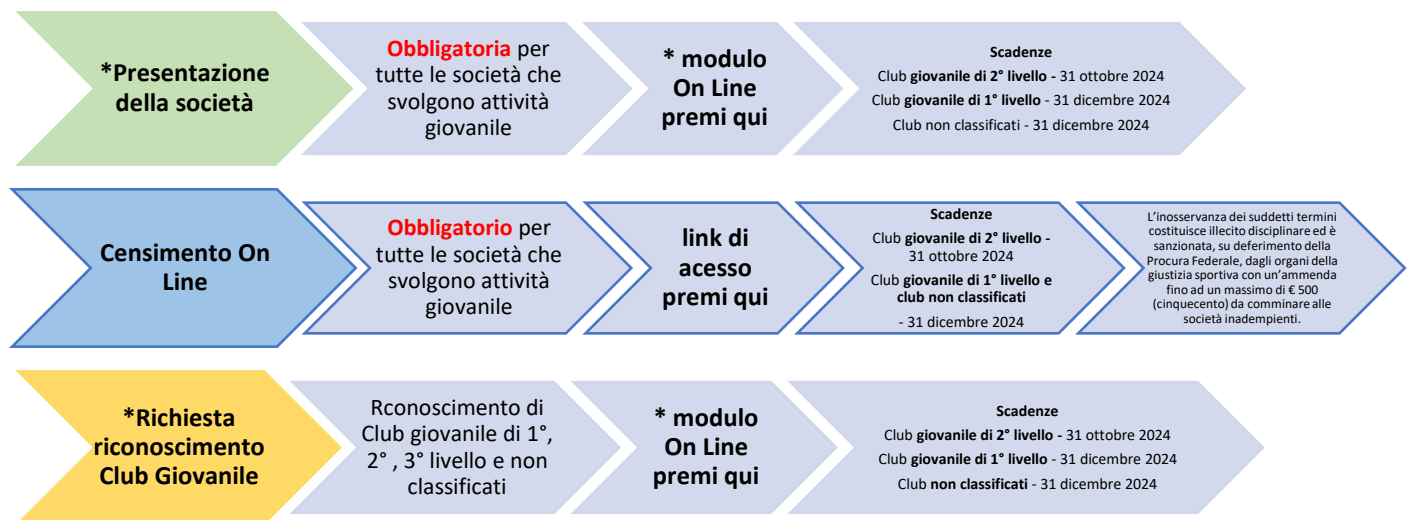 *Presentazione
della società
Obbligatoria per
tutte le società che
svolgono attività
giovanile
* modulo
On Line
premi qui
Scadenze
Club giovanile di 2° livello - 31 ottobre 2024
Club giovanile di 1° livello - 31 dicembre 2024
Club non classificati - 31 dicembre 2024
Censimento On
Line
Obbligatorio per
tutte le società che
svolgono attività
giovanile
link di
acesso
premi qui
Scadenze
Club giovanile di 2° livello -
31 ottobre 2024
Club giovanile di 1° livello e
club non classificati
- 31 dicembre 2024
L'inosservanza dei suddetti termini
costituisce illecito disciplinare ed è
sanzionata, su deferimento della
Procura Federale, dagli organi della
giustizia sportiva con un'ammenda
fino ad un massimo di € 500
(cinquecento) da comminare alle
società inadempienti.
*Richiesta
riconoscimento
Club Giovanile
Rconoscimento di
Club giovanile di 1°,
2° , 3° livello e non
classificati
* modulo
On Line
premi qui
Scadenze
Club giovanile di 2° livello - 31 ottobre 2024
Club giovanile di 1° livello - 31 dicembre 2024
Club non classificati - 31 dicembre 2024